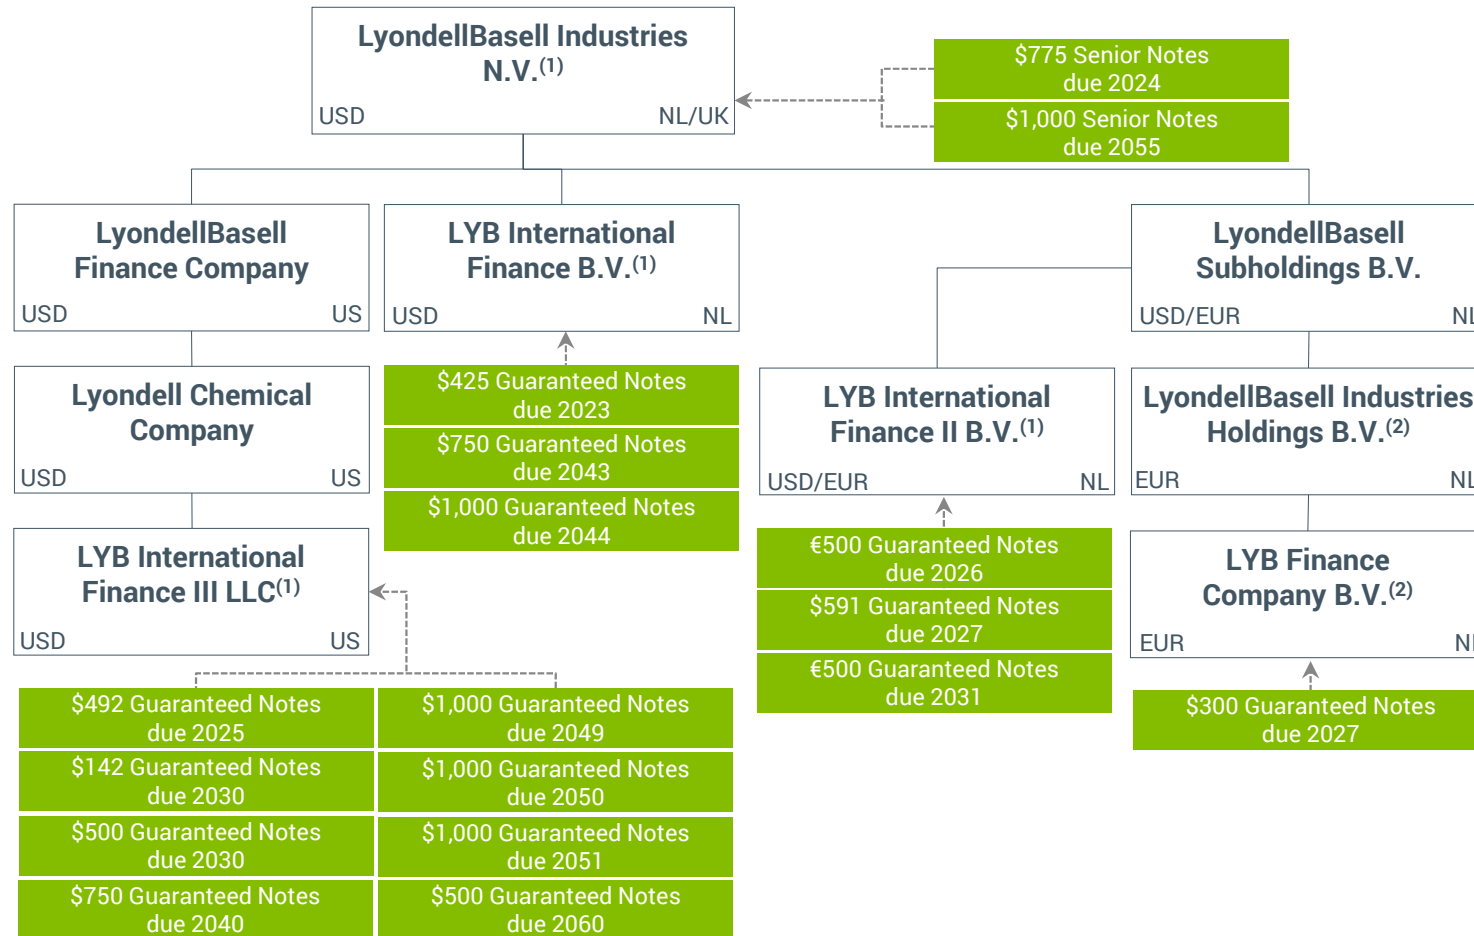 LyondellBasell Industries
N.V.(1)
USD NL/UK
$775 Senior Notes
due 2024
$1,000 Senior Notes
due 2055
LyondellBasell
Finance Company
USD US
LYB International
Finance B.V.(1)
USD NL
LyondellBasell
Subholdings B.V.
USD/EUR NL
Lyondell Chemical
Company
USD US
$425 Guaranteed Notes
due 2023
$750 Guaranteed Notes
due 2043
$1,000 Guaranteed Notes
due 2044
LYB International
Finance II B.V.(1)
USD/EUR NL
LyondellBasell Industries
Holdings B.V.(2)
EUR NL
LYB International
Finance III LLC(1)
USD US
€500 Guaranteed Notes
due 2026
$591 Guaranteed Notes
due 2027
€500 Guaranteed Notes
due 2031
LYB Finance
Company B.V.(2)
EUR NL
$300 Guaranteed Notes
due 2027
$492 Guaranteed Notes
due 2025
$142 Guaranteed Notes
due 2030
$500 Guaranteed Notes
due 2030
$750 Guaranteed Notes
due 2040
$1,000 Guaranteed Notes
due 2049
$1,000 Guaranteed Notes
due 2050
$1,000 Guaranteed Notes
due 2051
$500 Guaranteed Notes
due 2060